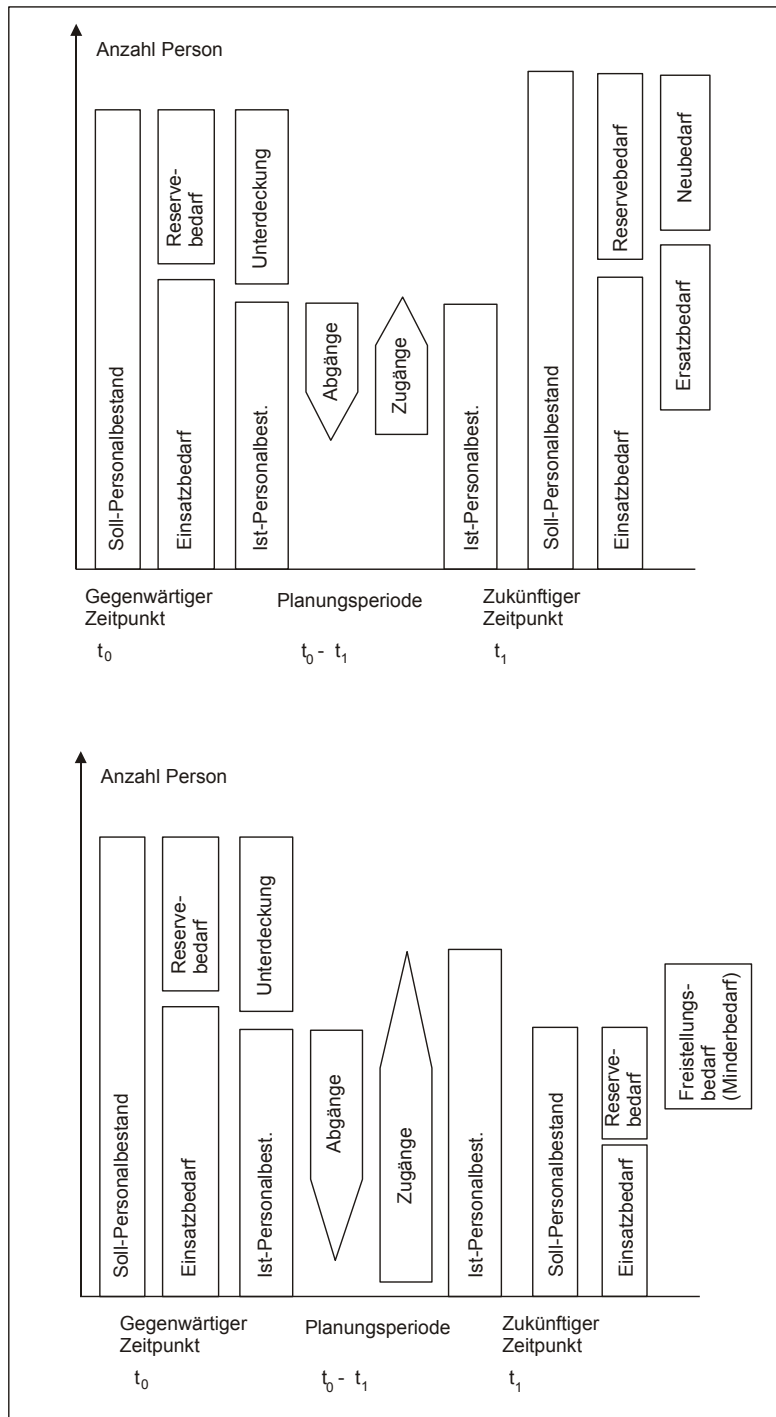 Anzahl Person
Soll-Personalbestand
Reserve-
bedarf
Einsatzbedarf
Unterdeckung
Ist-Personalbest.
Abgänge
Zugänge
Ist-Personalbest.
Soll-Personalbestand
Reservebedarf
Einsatzbedarf
Neubedarf
Ersatzbedarf
Gegenwärtiger
Zeitpunkt
t0
Planungsperiode
t0 - t1
Zukünftiger
Zeitpunkt
t1
Anzahl Person
Soll-Personalbestand
Reserve-
bedarf
Einsatzbedarf
Unterdeckung
Ist-Personalbest.
Abgänge
Zugänge
Ist-Personalbest.
Soll-Personalbestand
Reserve-
bedarf
Einsatzbedarf
Freistellungs-
bedarf
(Minderbedarf)
Gegenwärtiger
Zeitpunkt
t0
Planungsperiode
t0 - t1
Zukünftiger
Zeitpunkt
t1